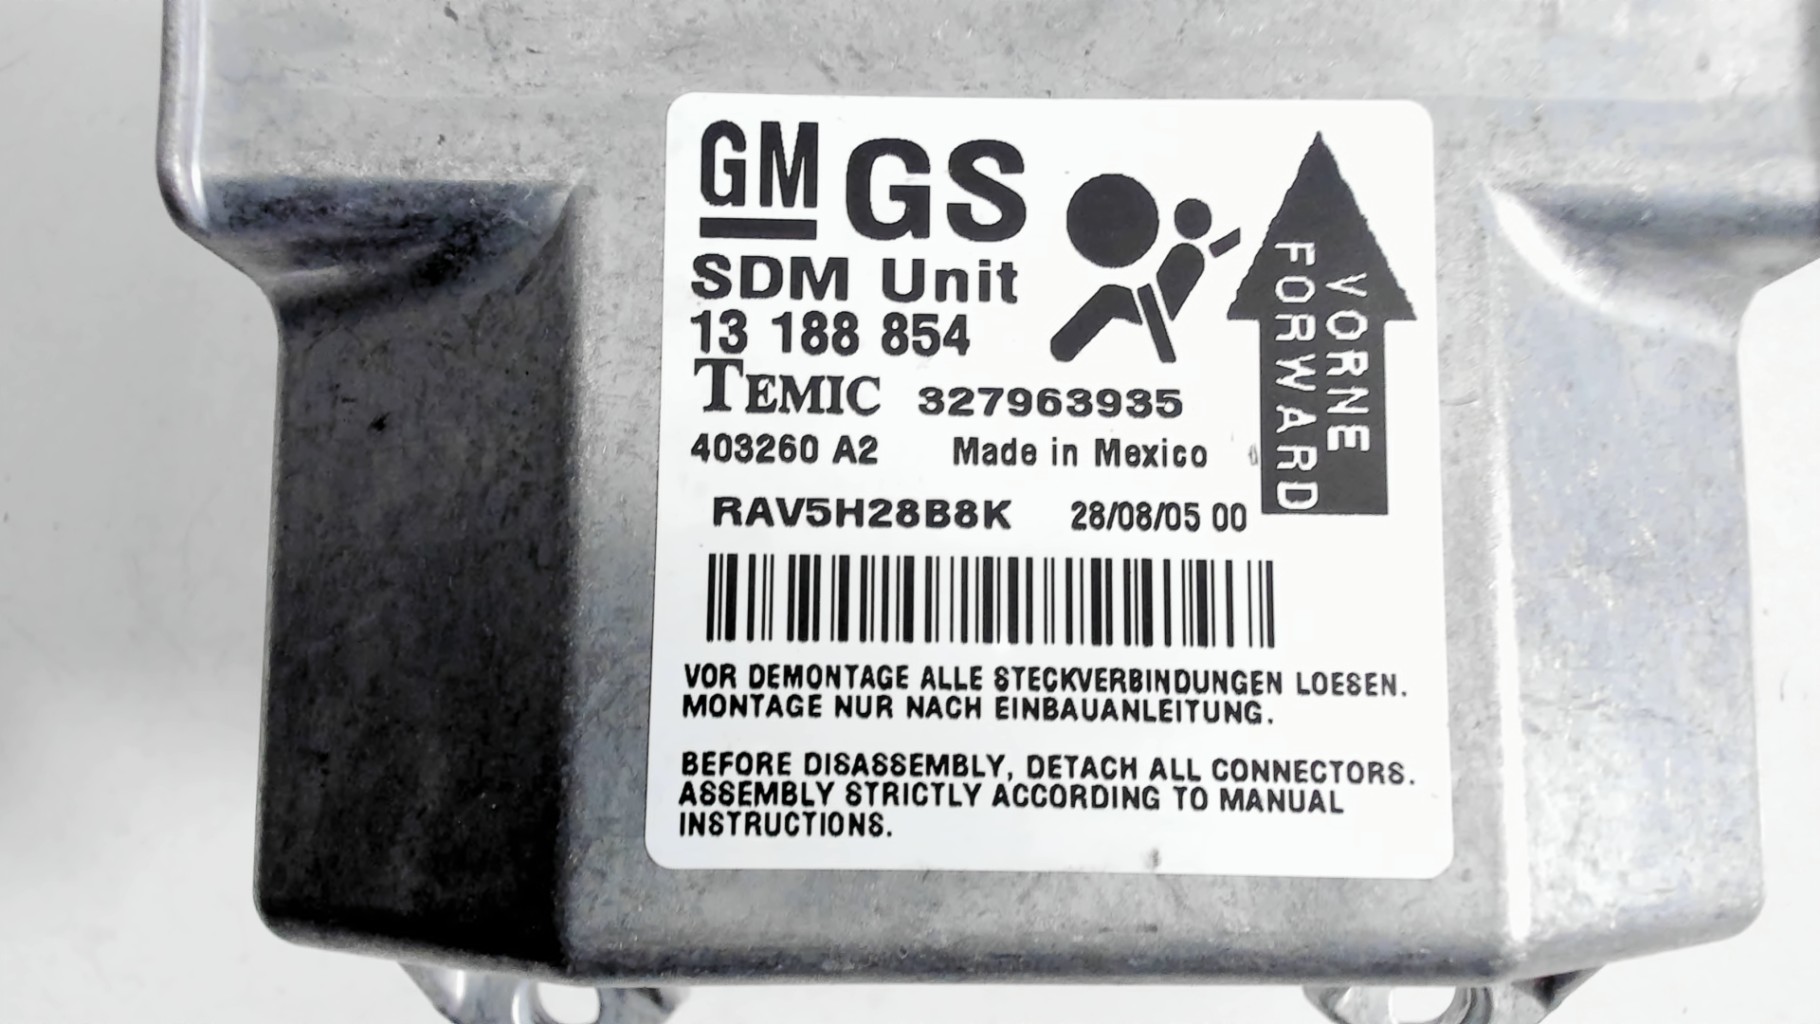 GM GS
SDM Unit
13 188 854
TEMIC 327963935
403260 A2 Made in Mexico
RAV5H28B8K 28/08/05 00
VORNE
FORWARD
VOR DEMONTAGE ALLE STECKVERBINDUNGEN LOESEN.
MONTAGE NUR NACH EINBAUANLEITUNG.
BEFORE DISASSEMBLY, DETACH ALL CONNECTORS.
ASSEMBLY STRICTLY ACCORDING TO MANUAL
INSTRUCTIONS.